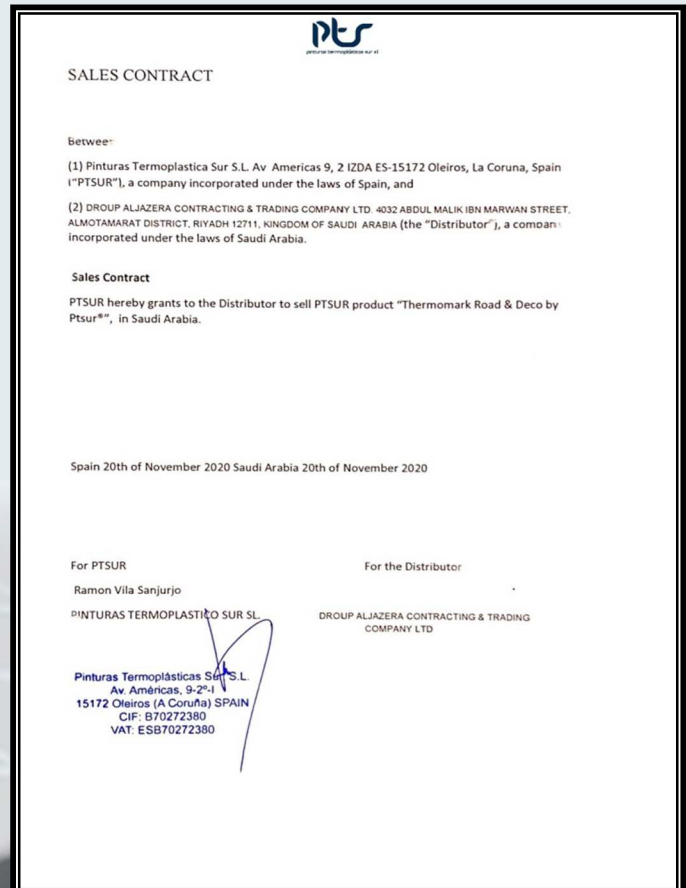 pts
pinturas termoplásticas sur sl
SALES CONTRACT
Between
(1) Pinturas Termoplastica Sur S.L. Av Americas 9, 2 IZDA ES-15172 Oleiros, La Coruna, Spain
("PTSUR"), a company incorporated under the laws of Spain, and
(2) DROUP ALJAZERA CONTRACTING & TRADING COMPANY LTD. 4032 ABDUL MALIK IBN MARWAN STREET,
ALMOTAMARAT DISTRICT, RIYADH 12711, KINGDOM OF SAUDI ARABIA (the "Distributor"), a company
incorporated under the laws of Saudi Arabia.
Sales Contract
PTSUR hereby grants to the Distributor to sell PTSUR product "Thermomark Road & Deco by
Ptsur®", in Saudi Arabia.
Spain 20th of November 2020 Saudi Arabia 20th of November 2020
For PTSUR
For the Distributor
Ramon Vila Sanjurjo
PINTURAS TERMOPLASTICO SUR SL.
DROUP ALJAZERA CONTRACTING & TRADING
COMPANY LTD
Pinturas Termoplásticas Sur S.L.
Av. Américas, 9-2º-I
15172 Oleiros (A Coruña) SPAIN
CIF: B70272380
VAT: ESB70272380